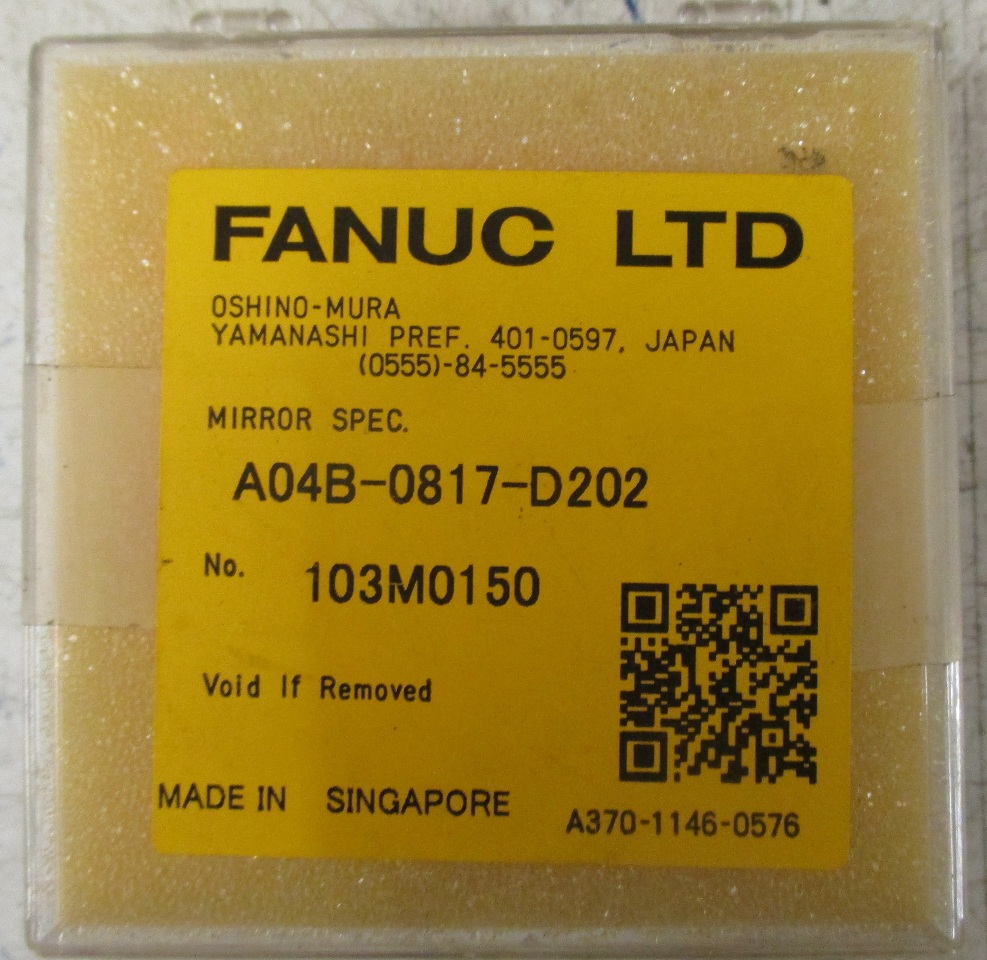 FANUC LTD
OSHINO-MURA
YAMANASHI PREF. 401-0597, JAPAN
(0555)-84-5555
MIRROR SPEC.
A04B-0817-D202
No. 103M0150
Void If Removed
MADE IN SINGAPORE
A370-1146-0576